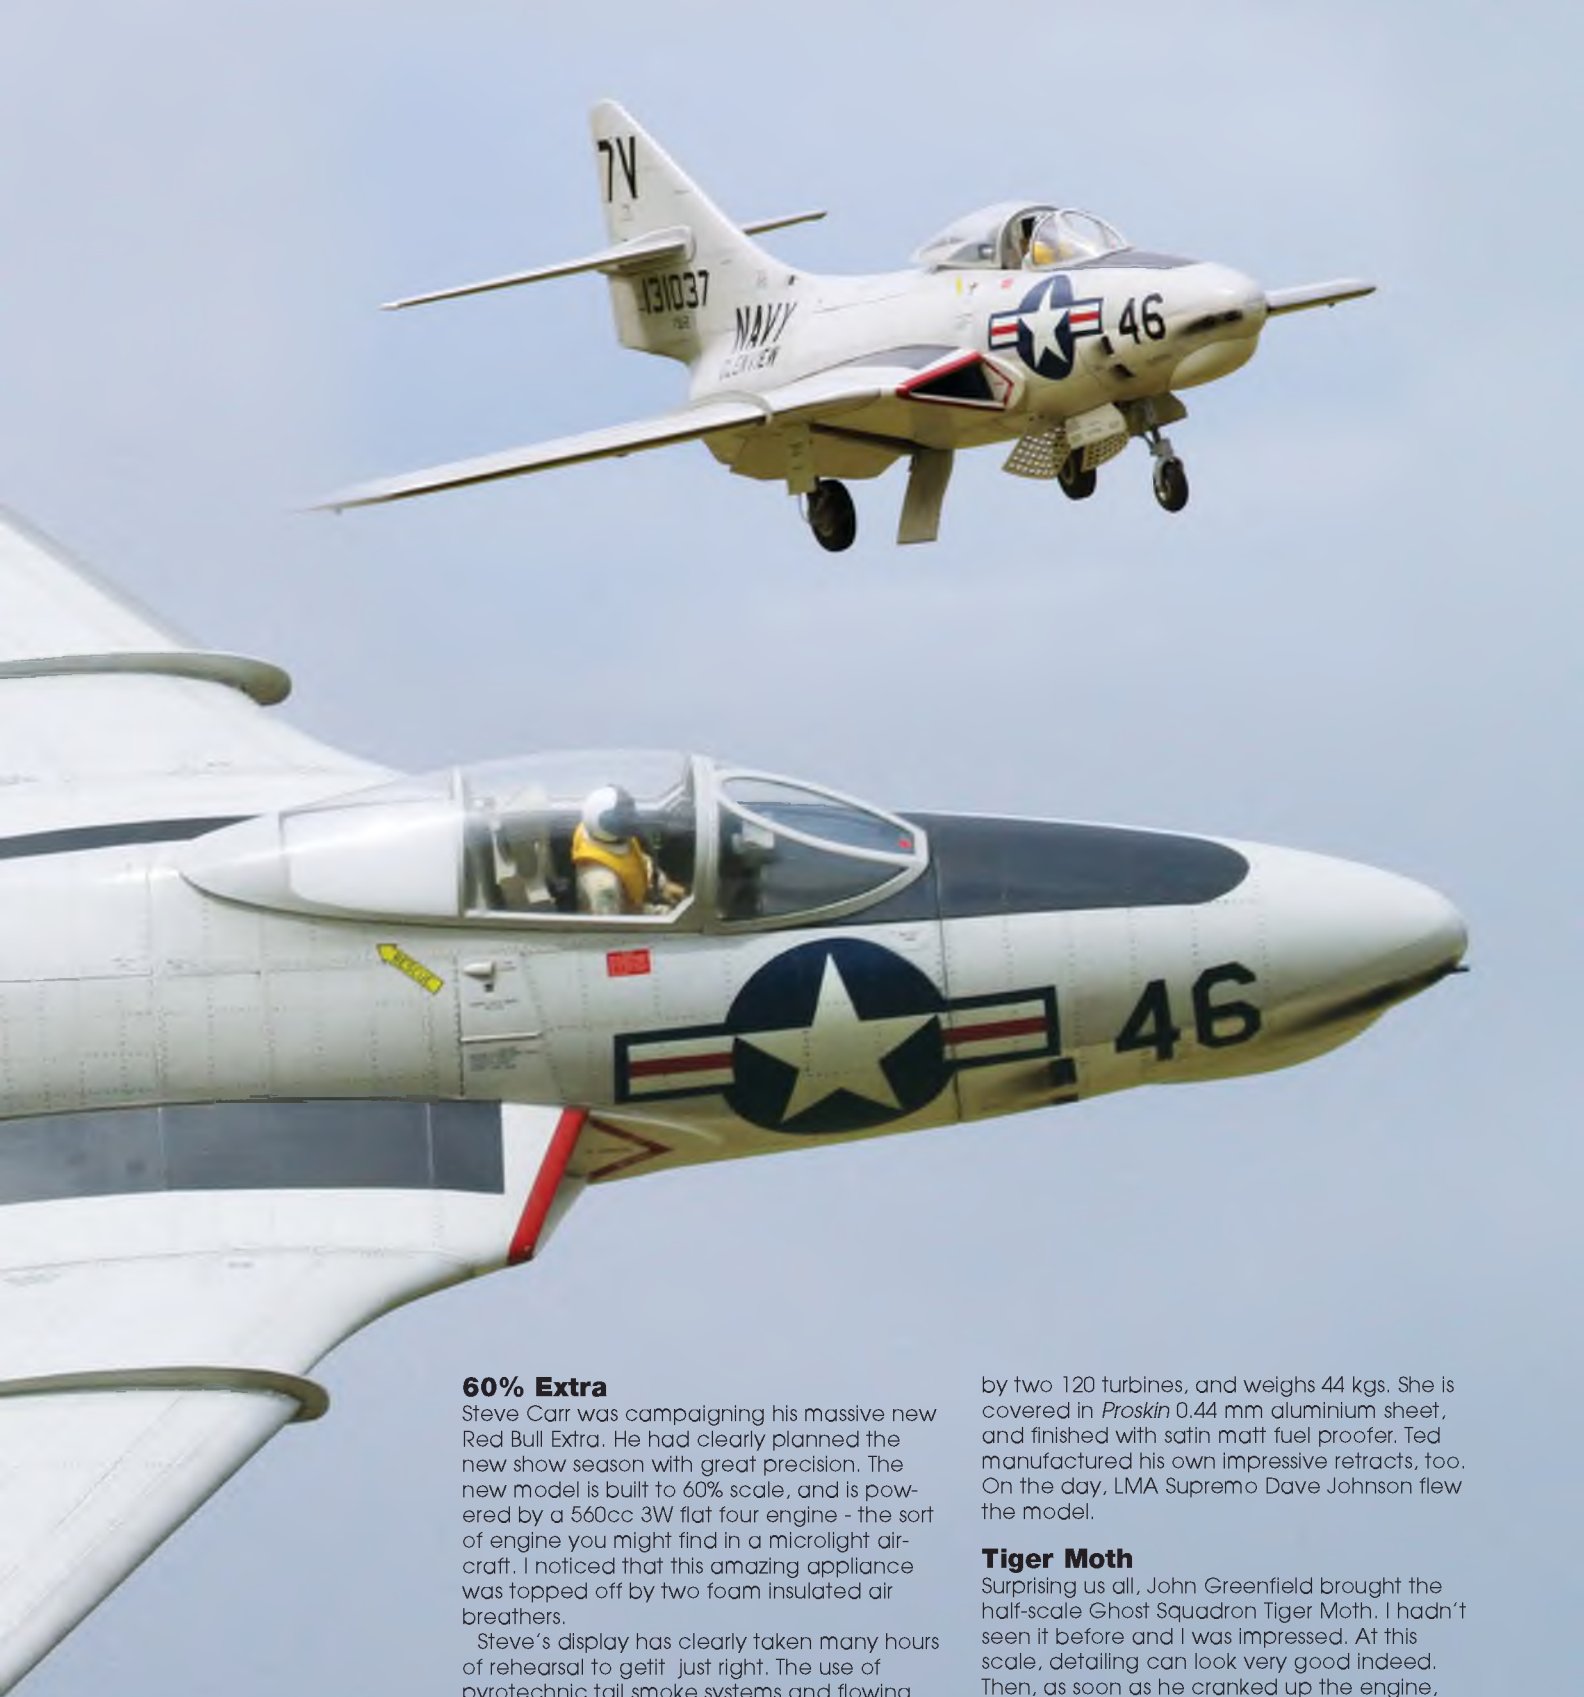 7V
131037
NAVY
GLENVIEW
46
RESCUE
46
60% Extra
Steve Carr was campaigning his massive new
Red Bull Extra. He had clearly planned the
new show season with great precision. The
new model is built to 60% scale, and is pow-
ered by a 560cc 3W flat four engine - the sort
of engine you might find in a microlight air-
craft. I noticed that this amazing appliance
was topped off by two foam insulated air
breathers.
Steve's display has clearly taken many hours
of rehearsal to getit just right. The use of
pyrotechnic tail smoke systems and flowing
by two 120 turbines, and weighs 44 kgs. She is
covered in Proskin 0.44 mm aluminium sheet,
and finished with satin matt fuel proofer. Ted
manufactured his own impressive retracts, too.
On the day, LMA Supremo Dave Johnson flew
the model.
Tiger Moth
Surprising us all, John Greenfield brought the
half-scale Ghost Squadron Tiger Moth. I hadn't
seen it before and I was impressed. At this
scale, detailing can look very good indeed.
Then, as soon as he cranked up the engine,